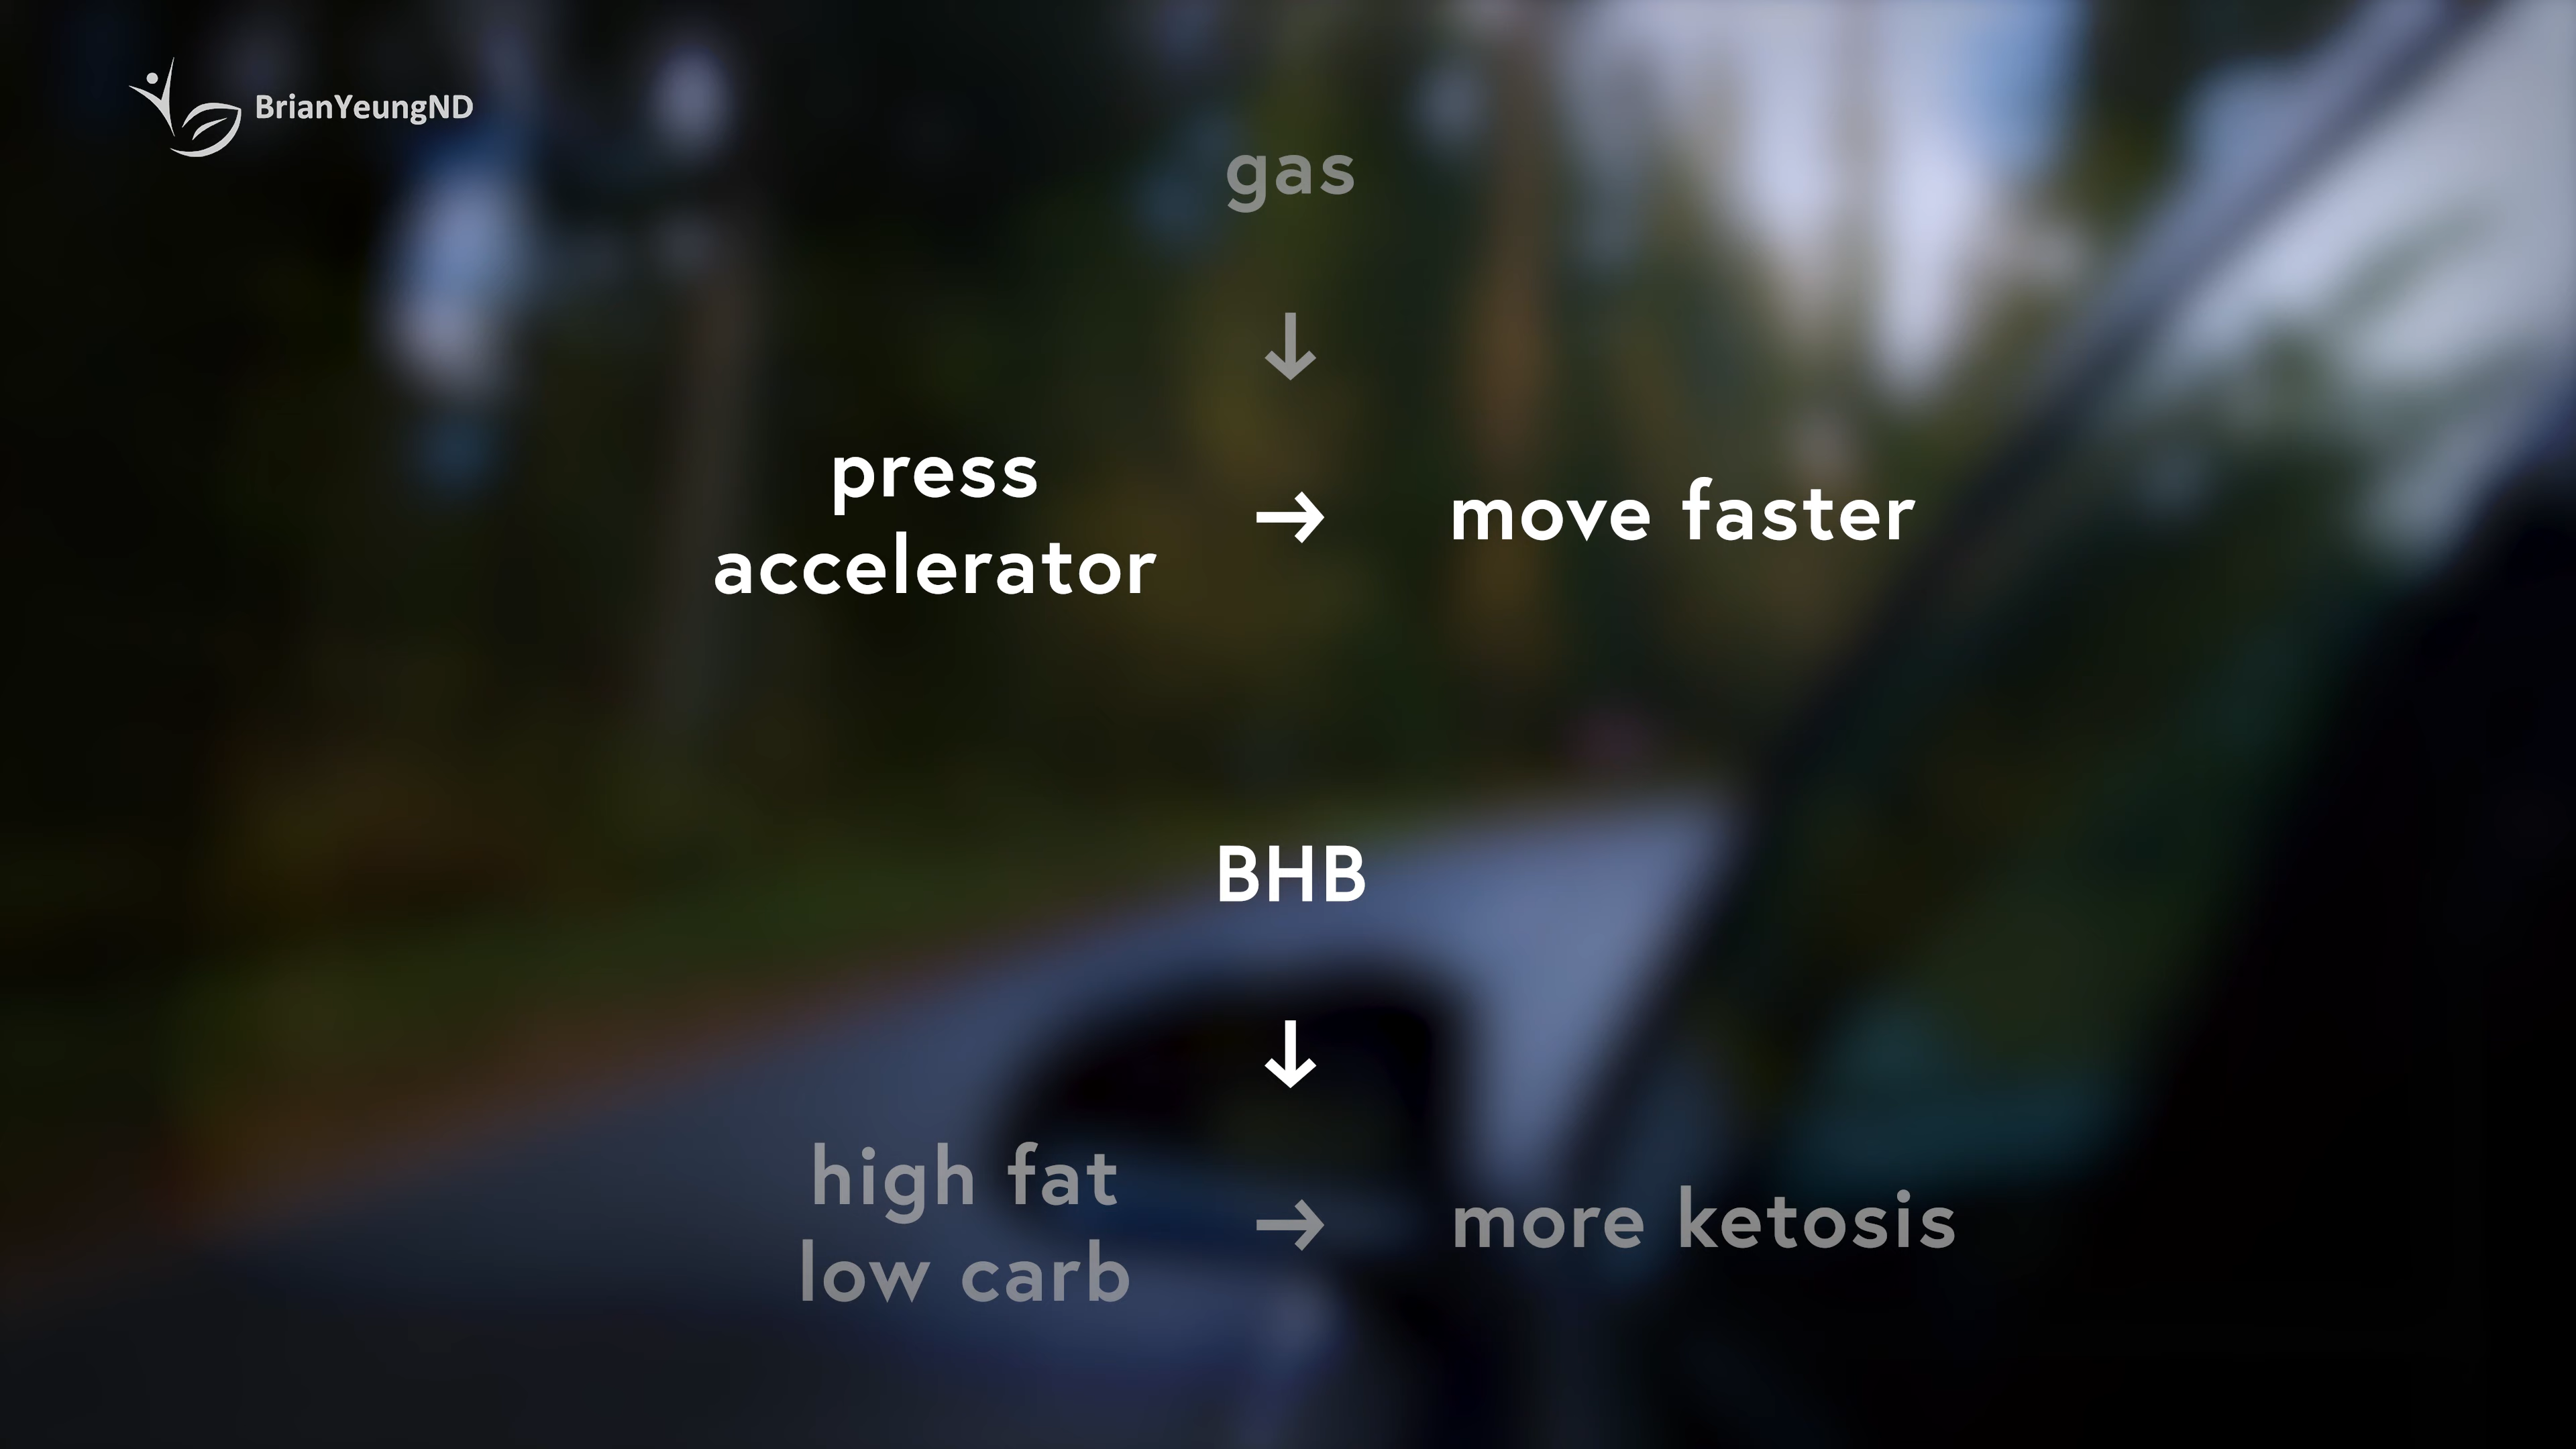 BrianYeungND
gas
↓
press
accelerator
→
move faster
BHB
↓
high fat
low carb
→
more ketosis